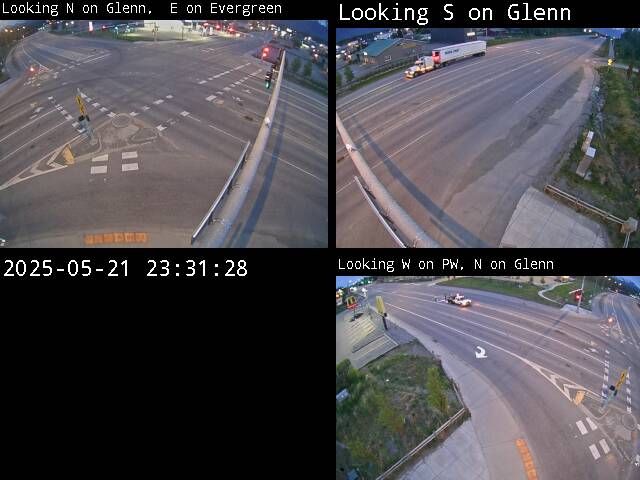 Looking N on Glenn,  E on Evergreen
Looking S on Glenn
2025-05-21 23:31:28
Looking W on PW, N on Glenn